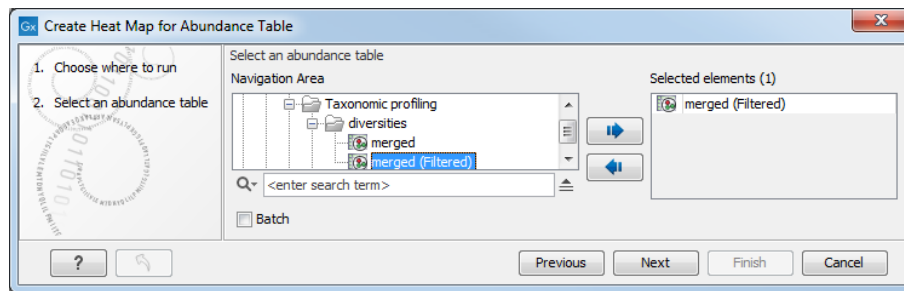 Gx Create Heat Map for Abundance Table
1. Choose where to run
2. Select an abundance table
Select an abundance table
Navigation Area
Taxonomic profiling
diversities
merged
merged (Filtered)
<enter search term>
Batch
Selected elements (1)
merged (Filtered)
?
Previous
Next
Finish
Cancel